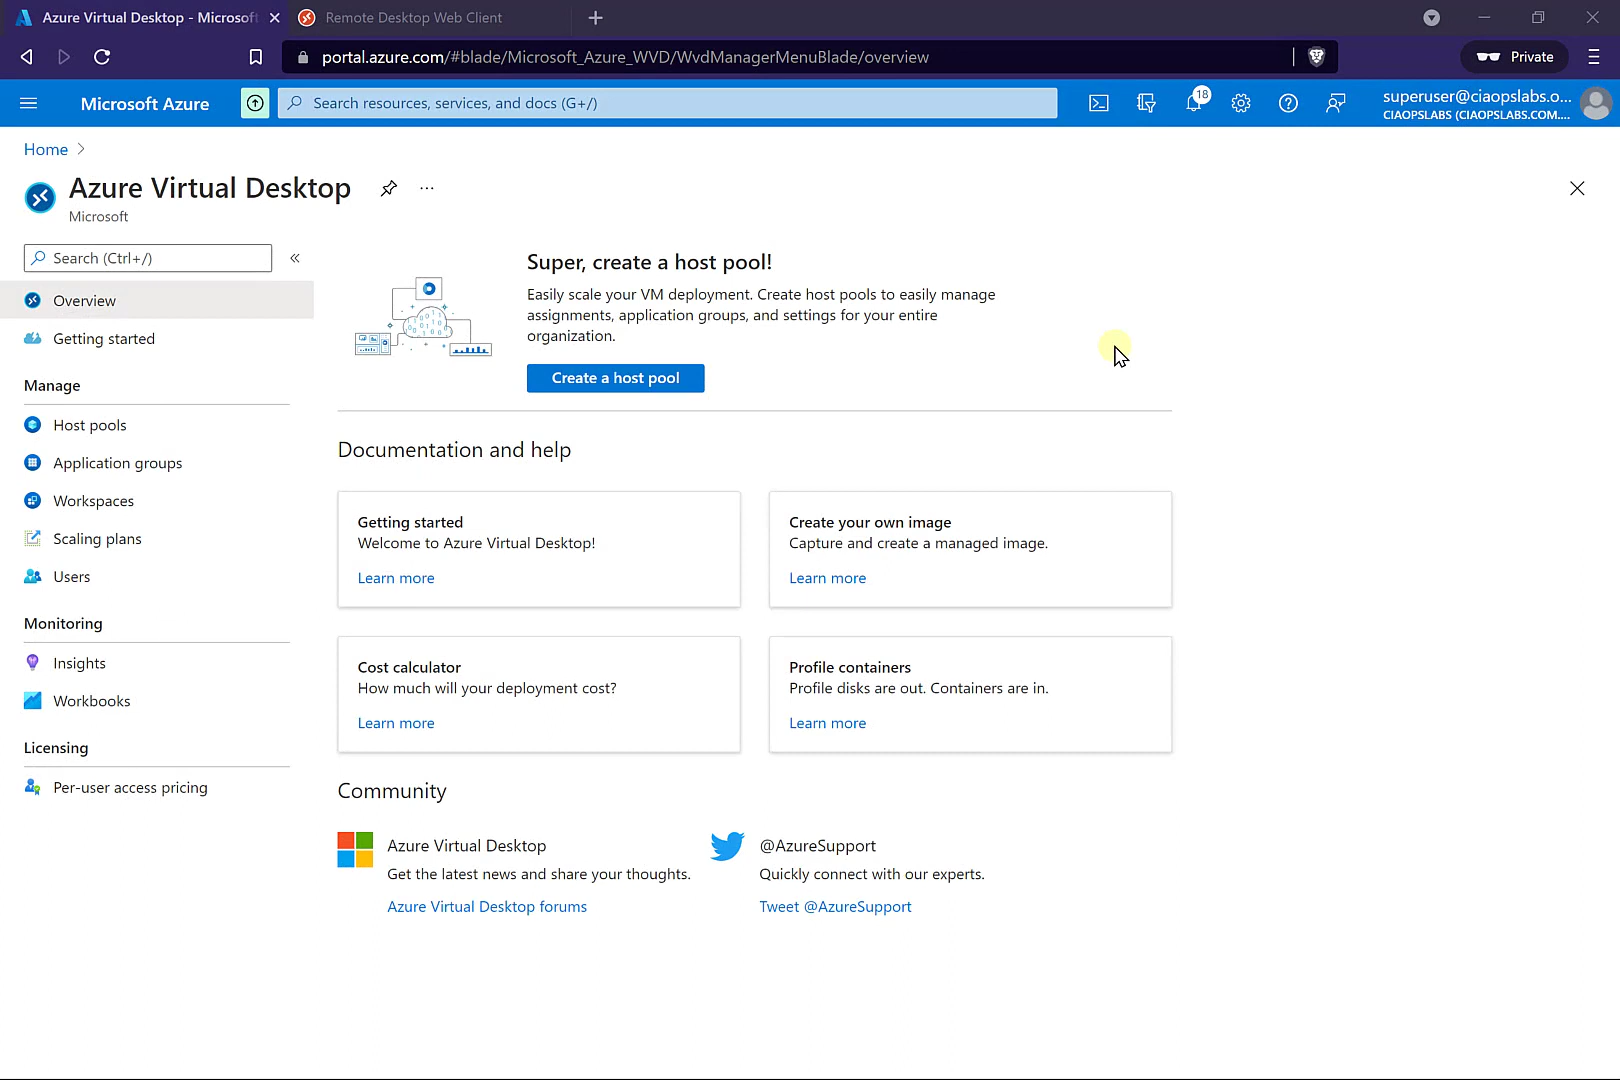 Azure Virtual Desktop - Microsoft
Remote Desktop Web Client
portal.azure.com/#blade/Microsoft_Azure_WVD/WvdManagerMenuBlade/overview
Private
Microsoft Azure
Search resources, services, and docs (G+/)
18
superuser@ciaopslabs.o...
CIAOPSLABS (CIAOPSLABS.COM....
Home
Azure Virtual Desktop
Microsoft
Search (Ctrl+/)
Overview
Getting started
Manage
Host pools
Application groups
Workspaces
Scaling plans
Users
Monitoring
Insights
Workbooks
Licensing
Per-user access pricing
Super, create a host pool!
Easily scale your VM deployment. Create host pools to easily manage
assignments, application groups, and settings for your entire
organization.
Create a host pool
Documentation and help
Getting started
Welcome to Azure Virtual Desktop!
Learn more
Create your own image
Capture and create a managed image.
Learn more
Cost calculator
How much will your deployment cost?
Learn more
Profile containers
Profile disks are out. Containers are in.
Learn more
Community
Azure Virtual Desktop
Get the latest news and share your thoughts.
Azure Virtual Desktop forums
@AzureSupport
Quickly connect with our experts.
Tweet @AzureSupport